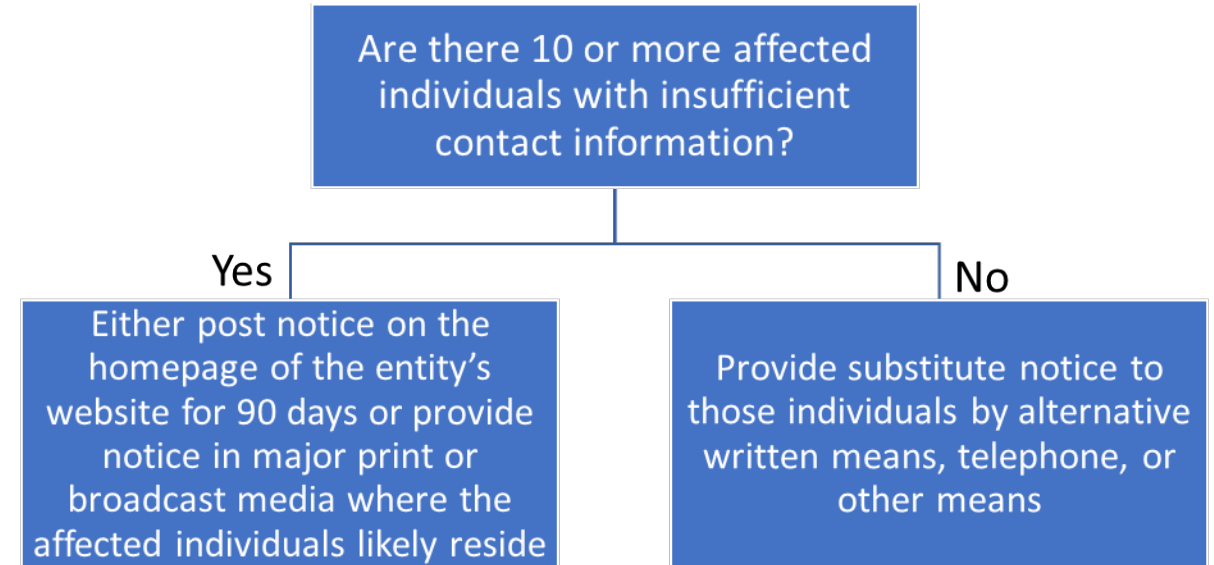 Are there 10 or more affected
individuals with insufficient
contact information?
Yes
No
Either post notice on the
homepage of the entity's
website for 90 days or provide
notice in major print or
broadcast media where the
affected individuals likely reside
Provide substitute notice to
those individuals by alternative
written means, telephone, or
other means